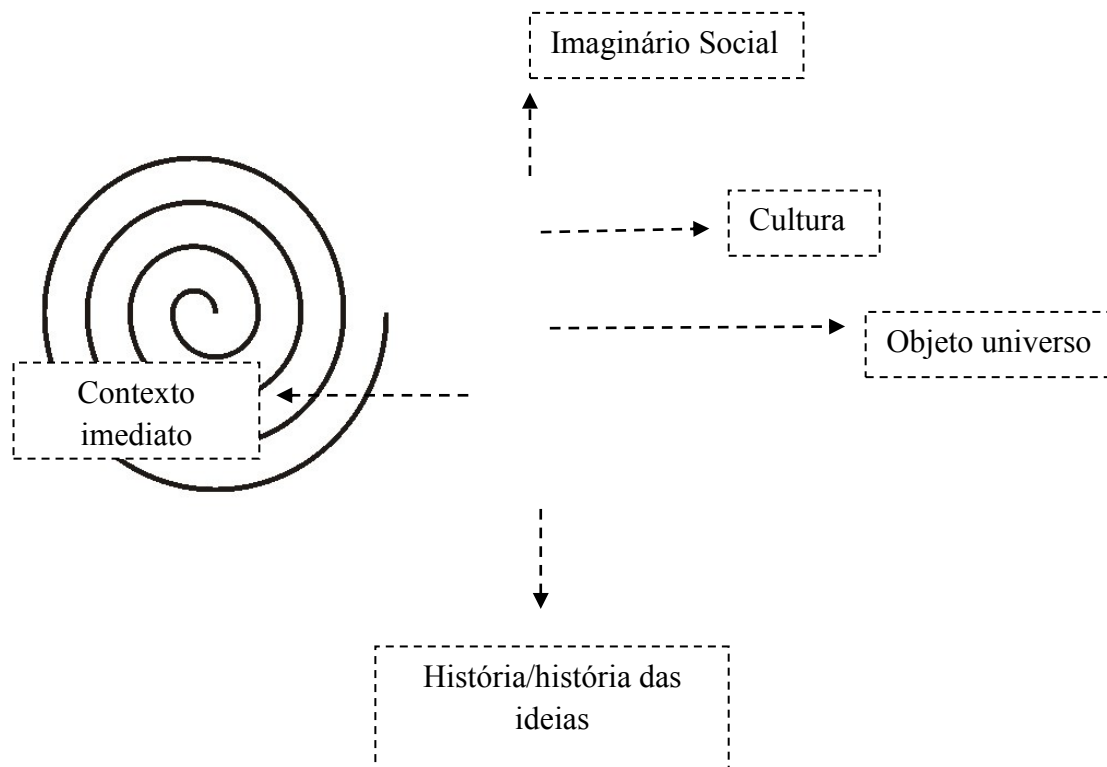 Imaginário Social
Cultura
Objeto universo
Contexto
imediato
História/história das
ideias